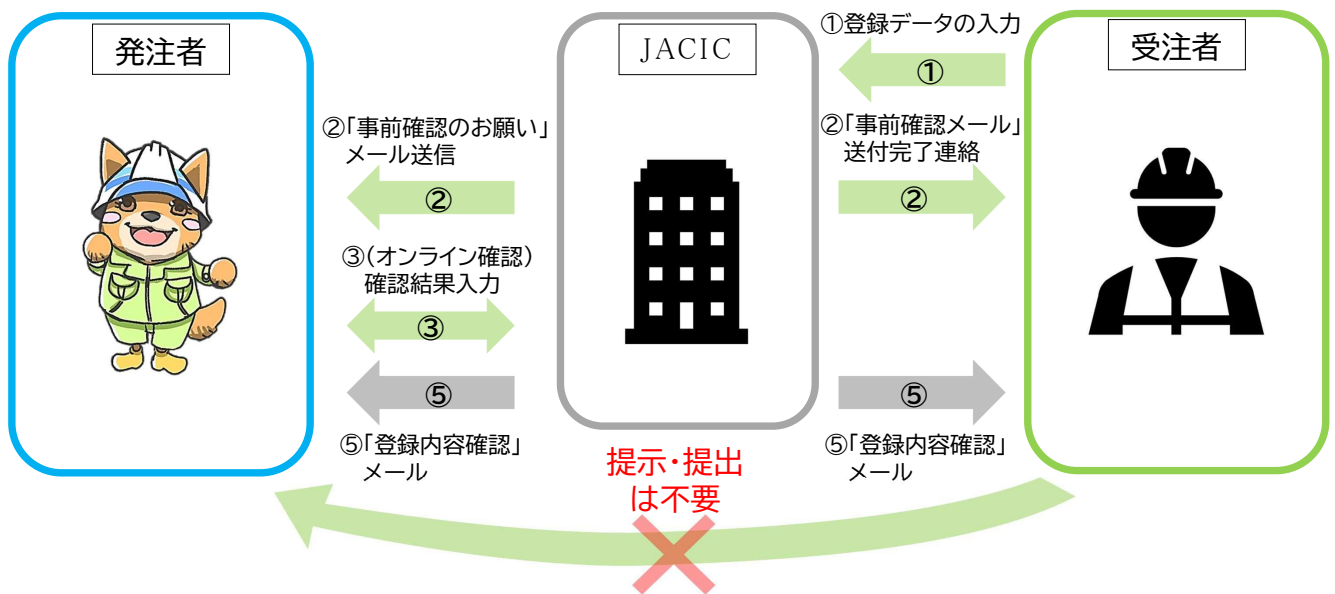 発注者
JACIC
受注者
①登録データの入力
①
②「事前確認のお願い」
メール送信
②
②「事前確認メール」
送付完了連絡
②
③(オンライン確認)
確認結果入力
③
⑤
⑤「登録内容確認」
メール
⑤
⑤「登録内容確認」
メール
提示・提出
は不要